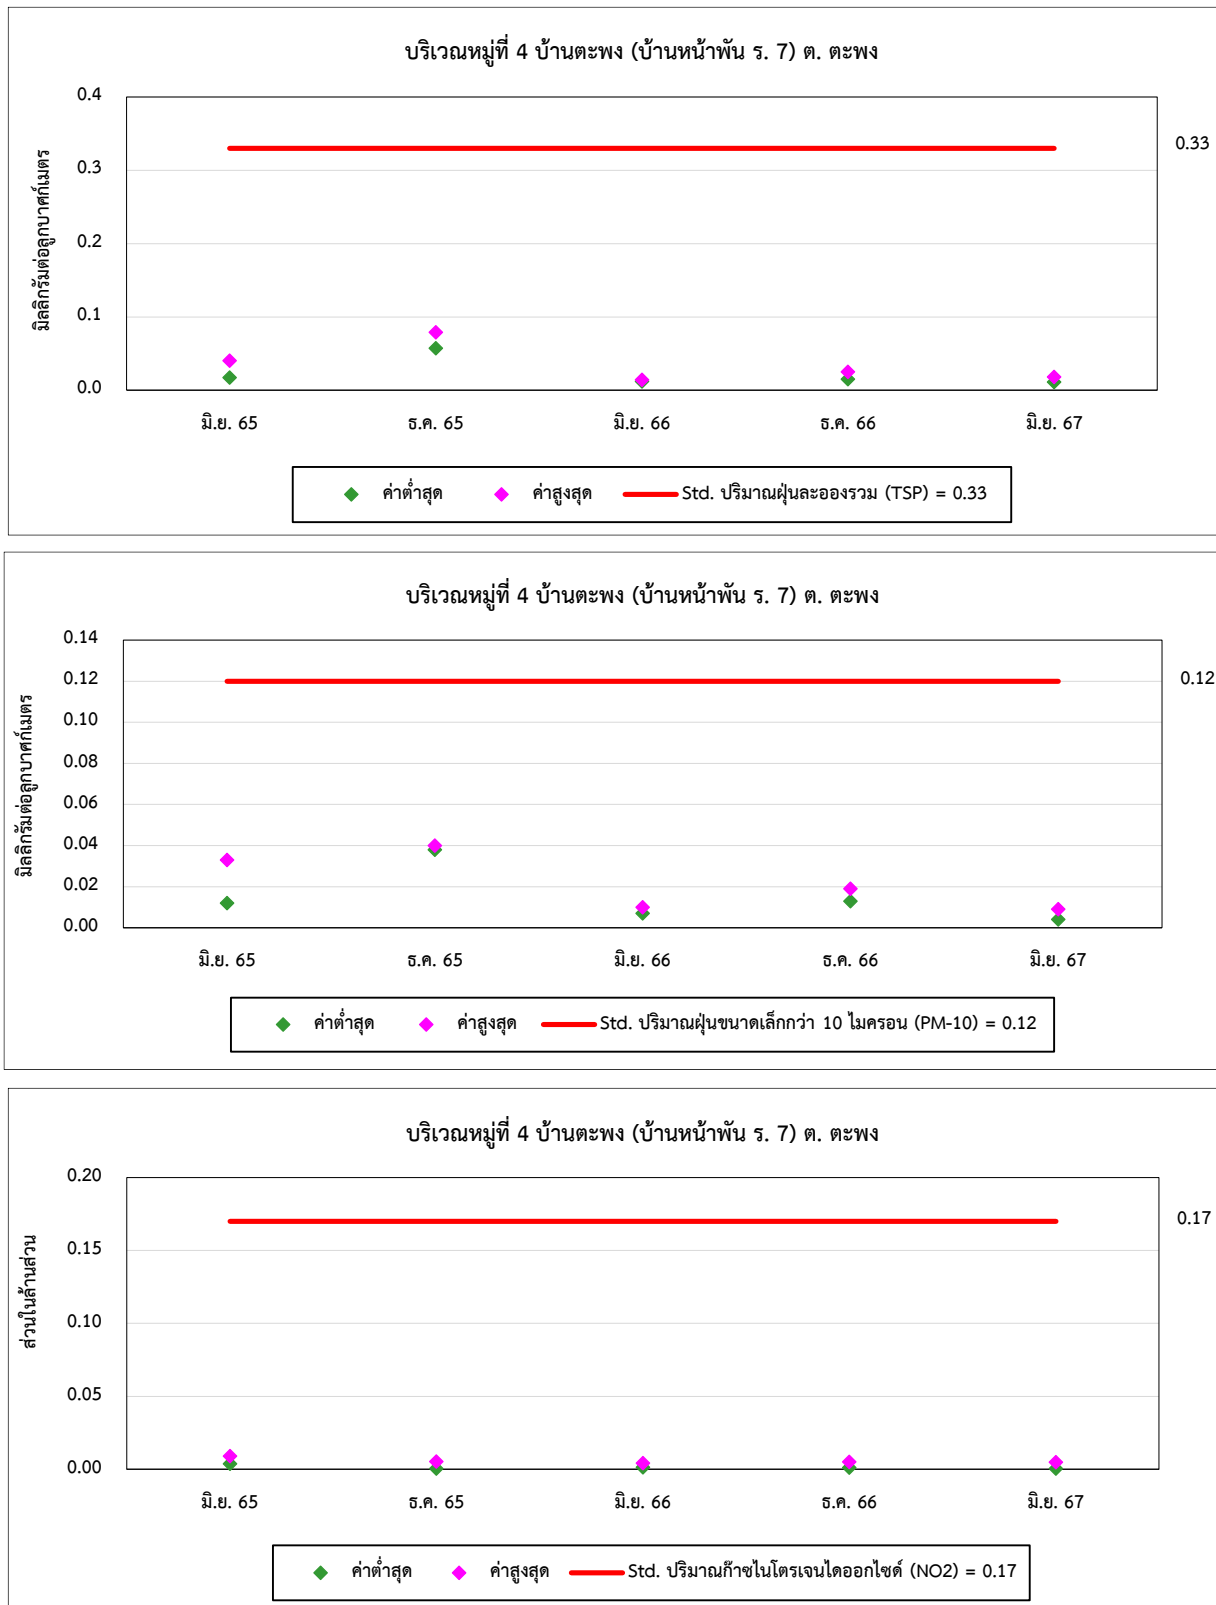 บริเวณหมู่ที่ 4 บ้านตะพง (บ้านหน้าพัน ร. 7) ต. ตะพง
มิลลิกรัมต่อลูกบาศก์เมตร
0.4
0.33
0.3
0.2
0.1
0.0
มิ.ย. 65 ธ.ค. 65 มิ.ย. 66 ธ.ค. 66 มิ.ย. 67
ค่าต่ำสุด ค่าสูงสุด Std. ปริมาณฝุ่นละอองรวม (TSP) = 0.33
บริเวณหมู่ที่ 4 บ้านตะพง (บ้านหน้าพัน ร. 7) ต. ตะพง
มิลลิกรัมต่อลูกบาศก์เมตร
0.14
0.12 0.12
0.10
0.08
0.06
0.04
0.02
0.00
มิ.ย. 65 ธ.ค. 65 มิ.ย. 66 ธ.ค. 66 มิ.ย. 67
ค่าต่ำสุด ค่าสูงสุด Std. ปริมาณฝุ่นขนาดเล็กกว่า 10 ไมครอน (PM-10) = 0.12
บริเวณหมู่ที่ 4 บ้านตะพง (บ้านหน้าพัน ร. 7) ต. ตะพง
ส่วนในล้านส่วน
0.20
0.17
0.15
0.10
0.05
0.00
มิ.ย. 65 ธ.ค. 65 มิ.ย. 66 ธ.ค. 66 มิ.ย. 67
ค่าต่ำสุด ค่าสูงสุด Std. ปริมาณก๊าซไนโตรเจนไดออกไซด์ (NO2) = 0.17